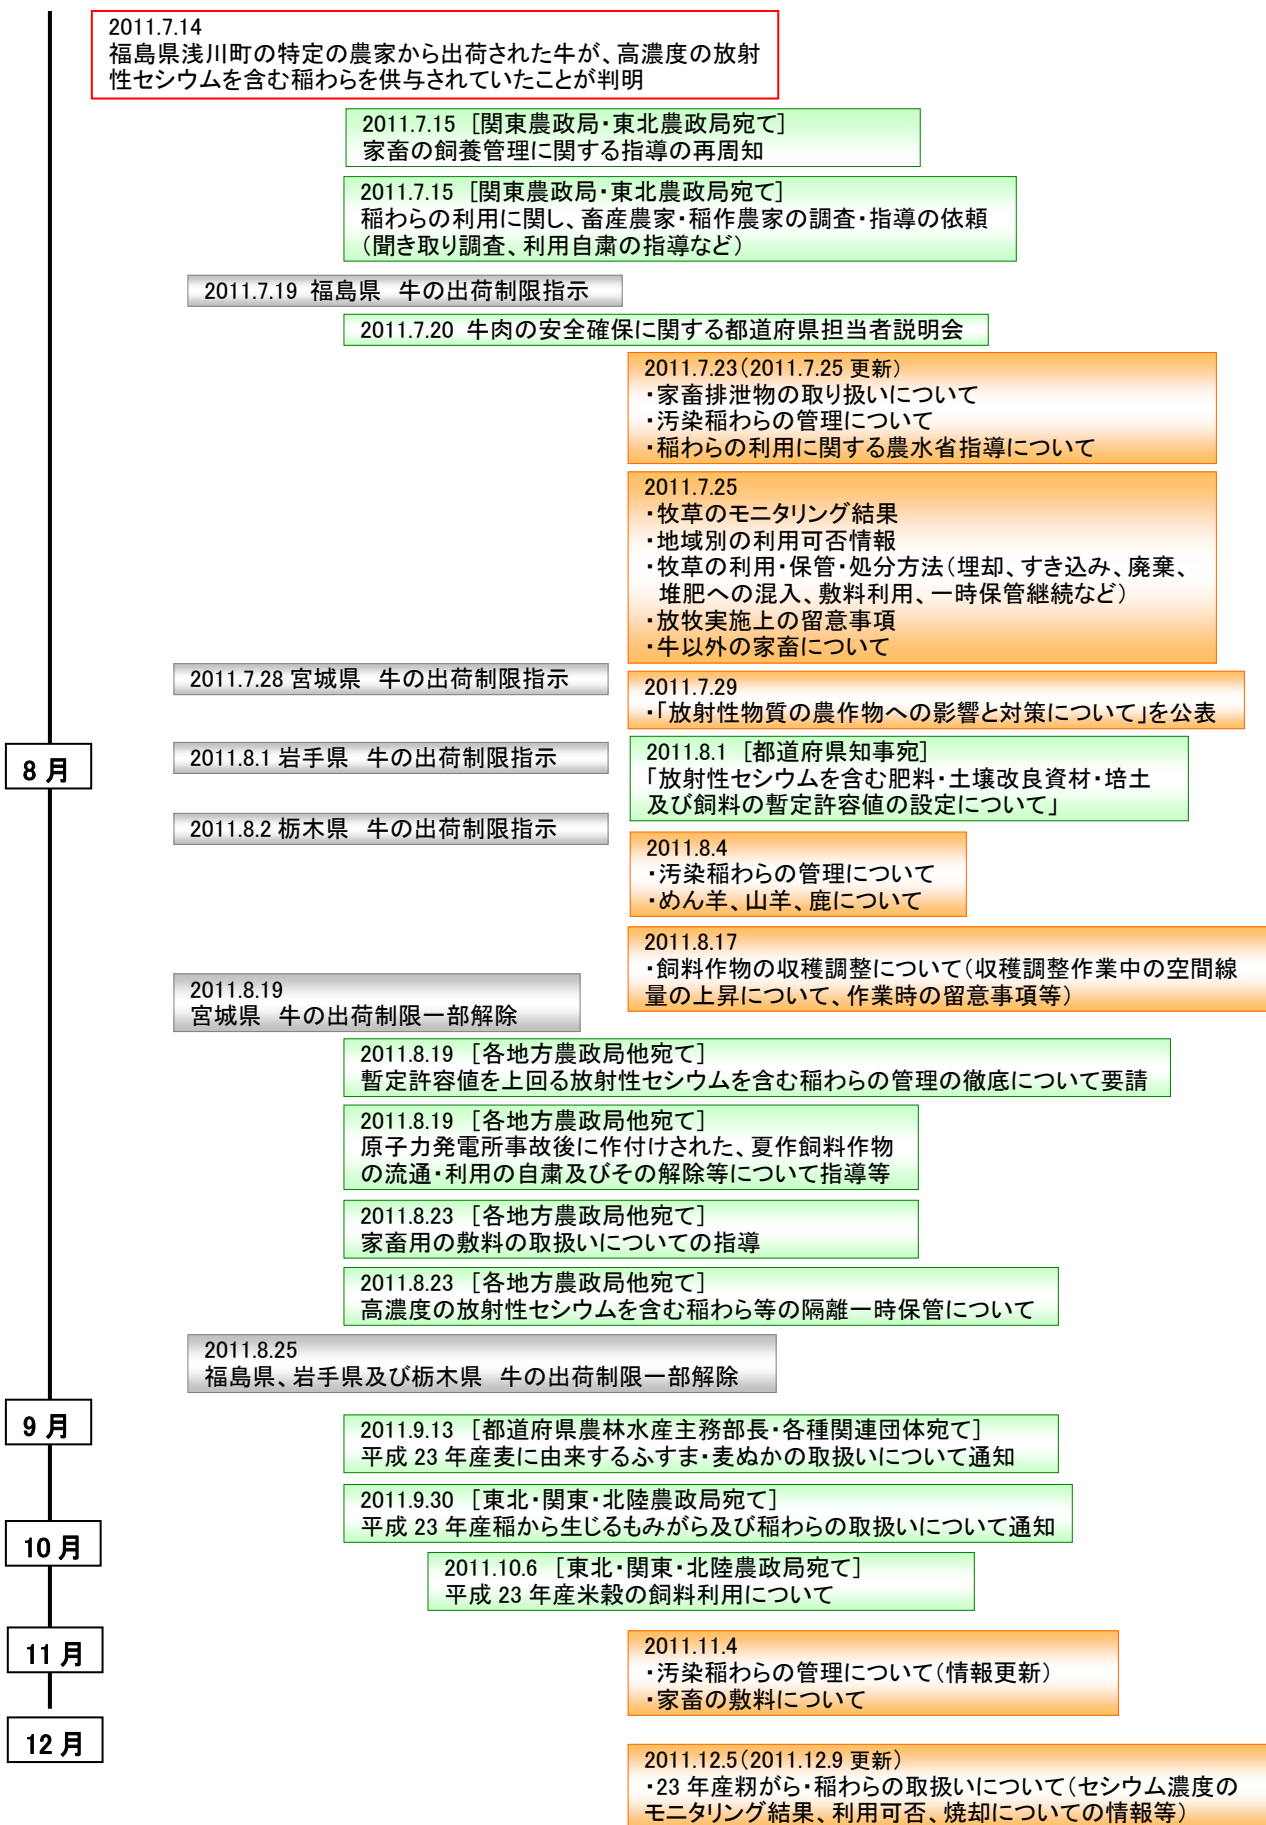 2011.7.14
福島県浅川町の特定の農家から出荷された牛が、高濃度の放射
性セシウムを含む稲わらを供与されていたことが判明
2011.7.15 [関東農政局・東北農政局宛て]
家畜の飼養管理に関する指導の再周知
2011.7.15 [関東農政局・東北農政局宛て]
稲わらの利用に関し、畜産農家・稲作農家の調査・指導の依頼
(聞き取り調査、利用自粛の指導など)
2011.7.19 福島県 牛の出荷制限指示
2011.7.20 牛肉の安全確保に関する都道府県担当者説明会
2011.7.23(2011.7.25 更新)
・家畜排泄物の取り扱いについて
・汚染稲わらの管理について
・稲わらの利用に関する農水省指導について
2011.7.25
・牧草のモニタリング結果
・地域別の利用可否情報
・牧草の利用・保管・処分方法(埋却、すき込み、廃棄、
堆肥への混入、敷料利用、一時保管継続など)
・放牧実施上の留意事項
・牛以外の家畜について
2011.7.28 宮城県 牛の出荷制限指示
2011.7.29
・「放射性物質の農作物への影響と対策について」を公表
8 月
2011.8.1 岩手県 牛の出荷制限指示
2011.8.1 [都道府県知事宛]
「放射性セシウムを含む肥料・土壌改良資材・培土
及び飼料の暫定許容値の設定について」
2011.8.2 栃木県 牛の出荷制限指示
2011.8.4
・汚染稲わらの管理について
・めん羊、山羊、鹿について
2011.8.17
・飼料作物の収穫調整について(収穫調整作業中の空間線
量の上昇について、作業時の留意事項等)
2011.8.19
宮城県 牛の出荷制限一部解除
2011.8.19 [各地方農政局他宛て]
暫定許容値を上回る放射性セシウムを含む稲わらの管理の徹底について要請
2011.8.19 [各地方農政局他宛て]
原子力発電所事故後に作付けされた、夏作飼料作物
の流通・利用の自粛及びその解除等について指導等
2011.8.23 [各地方農政局他宛て]
家畜用の敷料の取扱いについての指導
2011.8.23 [各地方農政局他宛て]
高濃度の放射性セシウムを含む稲わら等の隔離一時保管について
2011.8.25
福島県、岩手県及び栃木県 牛の出荷制限一部解除
9 月
2011.9.13 [都道府県農林水産主務部長・各種関連団体宛て]
平成 23 年産麦に由来するふすま・麦ぬかの取扱いについて通知
2011.9.30 [東北・関東・北陸農政局宛て]
平成 23 年産稲から生じるもみがら及び稲わらの取扱いについて通知
10 月
2011.10.6 [東北・関東・北陸農政局宛て]
平成 23 年産米穀の飼料利用について
11 月
2011.11.4
・汚染稲わらの管理について(情報更新)
・家畜の敷料について
12 月
2011.12.5(2011.12.9 更新)
・23 年産籾がら・稲わらの取扱いについて(セシウム濃度の
モニタリング結果、利用可否、焼却についての情報等)